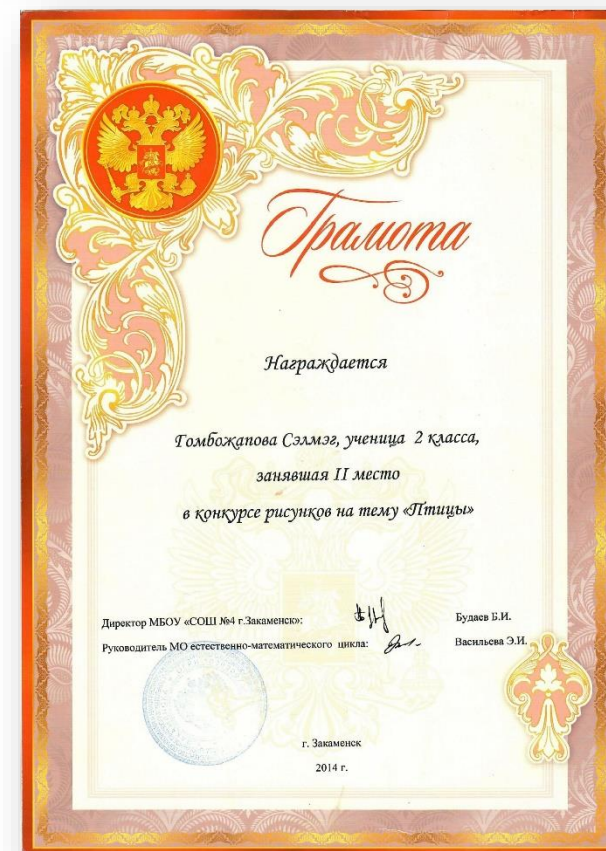 Грамота
Награждается
Гомбожапова Сэлмэг, ученица 2 класса,
занявшая II место
в конкурсе рисунков на тему «Птицы»
Директор МБОУ «СОШ №4 г.Закаменск»: Будаев Б.И.
Руководитель МО естественно-математического цикла: Васильева Э.И.
г. Закаменск
2014 г.